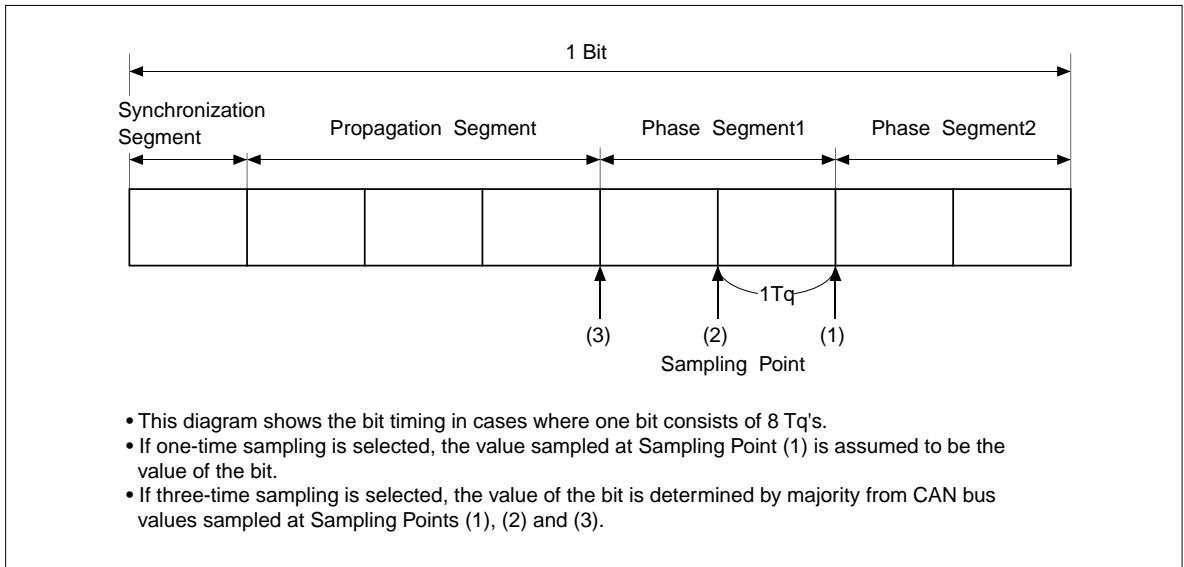 1 Bit
Synchronization
Segment
Propagation Segment
Phase Segment1
Phase Segment2
1Tq
(3)
(2)
(1)
Sampling Point
• This diagram shows the bit timing in cases where one bit consists of 8 Tq's.
• If one-time sampling is selected, the value sampled at Sampling Point (1) is assumed to be the
value of the bit.
• If three-time sampling is selected, the value of the bit is determined by majority from CAN bus
values sampled at Sampling Points (1), (2) and (3).